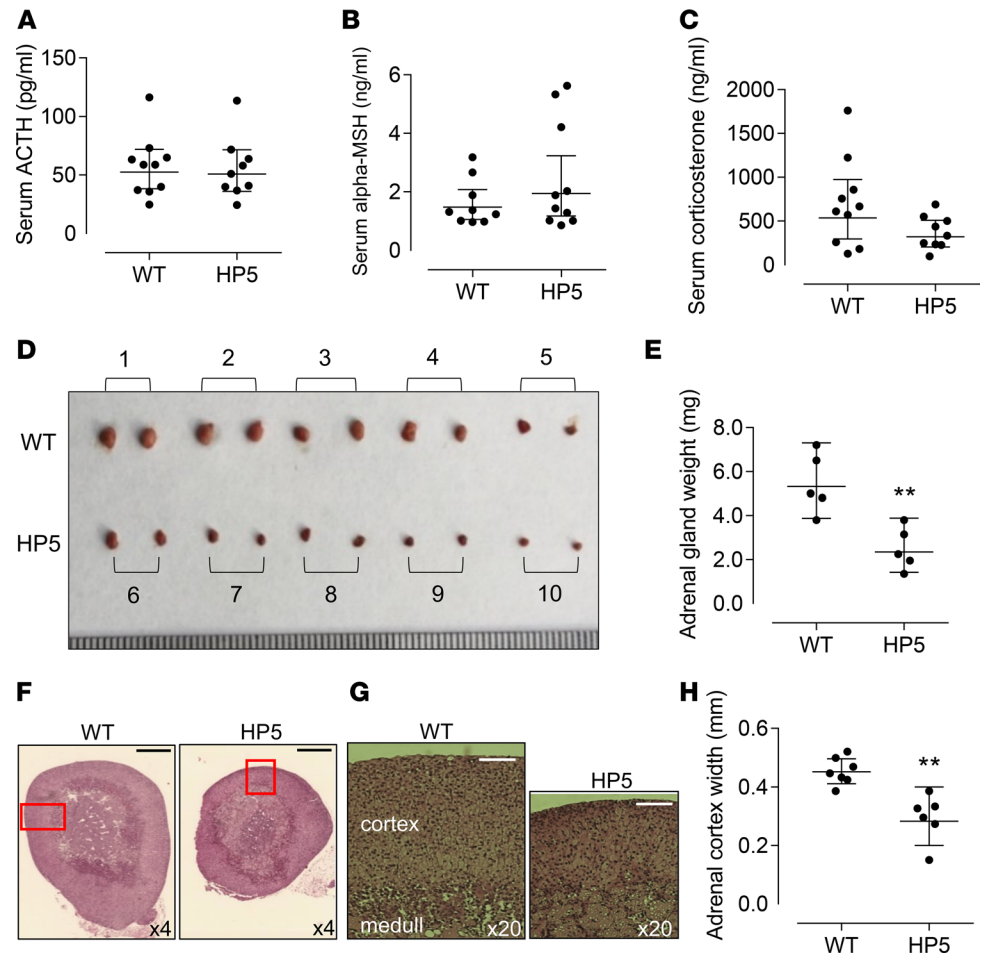 A
Serum ACTH (pg/ml)
150
100
50
0
WT
HP5
B
Serum alpha-MSH (ng/ml)
6
4
2
0
WT
HP5
C
Serum corticosterone (ng/ml)
2000
1500
1000
500
0
WT
HP5
D
1 2 3 4 5
WT
HP5
6 7 8 9 10
E
Adrenal gland weight (mg)
8.0
6.0
4.0
2.0
0.0
**
WT
HP5
F
WT
x4
HP5
x4
G
WT
cortex
medull
x20
HP5
x20
H
Adrenal cortex width (mm)
0.6
0.4
0.2
0.0
**
WT
HP5